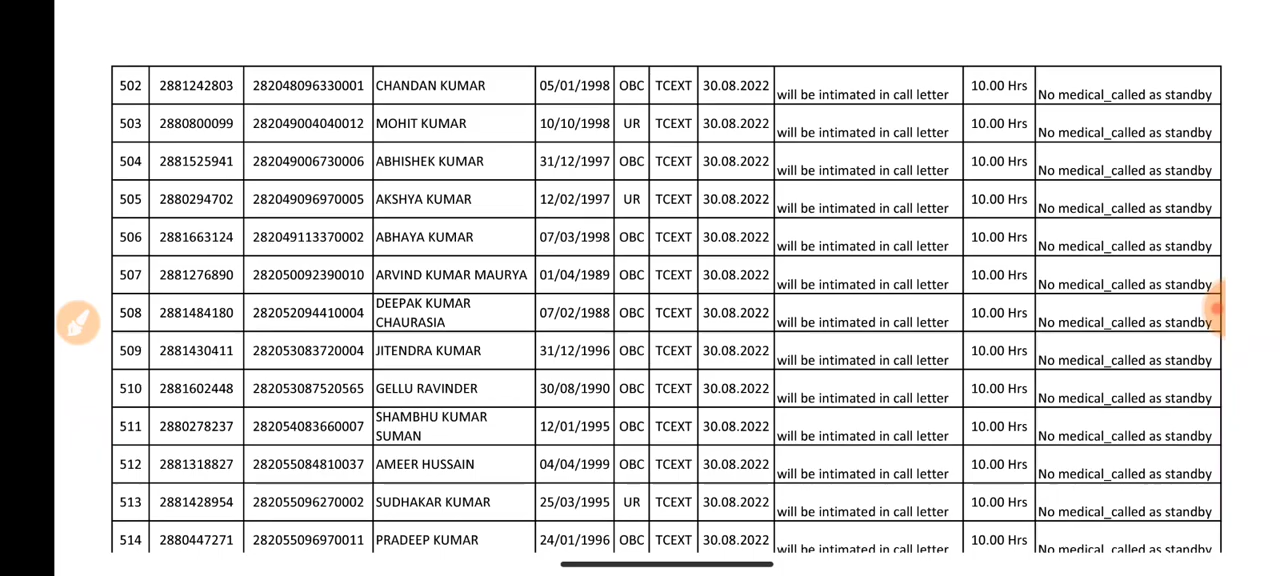 502 2881242803 282048096330001 CHANDAN KUMAR 05/01/1998 OBC TCEXT 30.08.2022 will be intimated in call letter 10.00 Hrs No medical_called as standby
503 2880800099 282049004040012 MOHIT KUMAR 10/10/1998 UR TCEXT 30.08.2022 will be intimated in call letter 10.00 Hrs No medical_called as standby
504 2881525941 282049006730006 ABHISHEK KUMAR 31/12/1997 OBC TCEXT 30.08.2022 will be intimated in call letter 10.00 Hrs No medical_called as standby
505 2880294702 282049096970005 AKSHYA KUMAR 12/02/1997 UR TCEXT 30.08.2022 will be intimated in call letter 10.00 Hrs No medical_called as standby
506 2881663124 282049113370002 ABHAYA KUMAR 07/03/1998 OBC TCEXT 30.08.2022 will be intimated in call letter 10.00 Hrs No medical_called as standby
507 2881276890 282050092390010 ARVIND KUMAR MAURYA 01/04/1989 OBC TCEXT 30.08.2022 will be intimated in call letter 10.00 Hrs No medical_called as standby
508 2881484180 282052094410004 DEEPAK KUMAR
CHAURASIA 07/02/1988 OBC TCEXT 30.08.2022 will be intimated in call letter 10.00 Hrs No medical_called as standby
509 2881430411 282053083720004 JITENDRA KUMAR 31/12/1996 OBC TCEXT 30.08.2022 will be intimated in call letter 10.00 Hrs No medical_called as standby
510 2881602448 282053087520565 GELLU RAVINDER 30/08/1990 OBC TCEXT 30.08.2022 will be intimated in call letter 10.00 Hrs No medical_called as standby
511 2880278237 282054083660007 SHAMBHU KUMAR
SUMAN 12/01/1995 OBC TCEXT 30.08.2022 will be intimated in call letter 10.00 Hrs No medical_called as standby
512 2881318827 282055084810037 AMEER HUSSAIN 04/04/1999 OBC TCEXT 30.08.2022 will be intimated in call letter 10.00 Hrs No medical_called as standby
513 2881428954 282055096270002 SUDHAKAR KUMAR 25/03/1995 UR TCEXT 30.08.2022 will be intimated in call letter 10.00 Hrs No medical_called as standby
514 2880447271 282055096970011 PRADEEP KUMAR 24/01/1996 OBC TCEXT 30.08.2022 will be intimated in call letter 10.00 Hrs No medical_called as standby